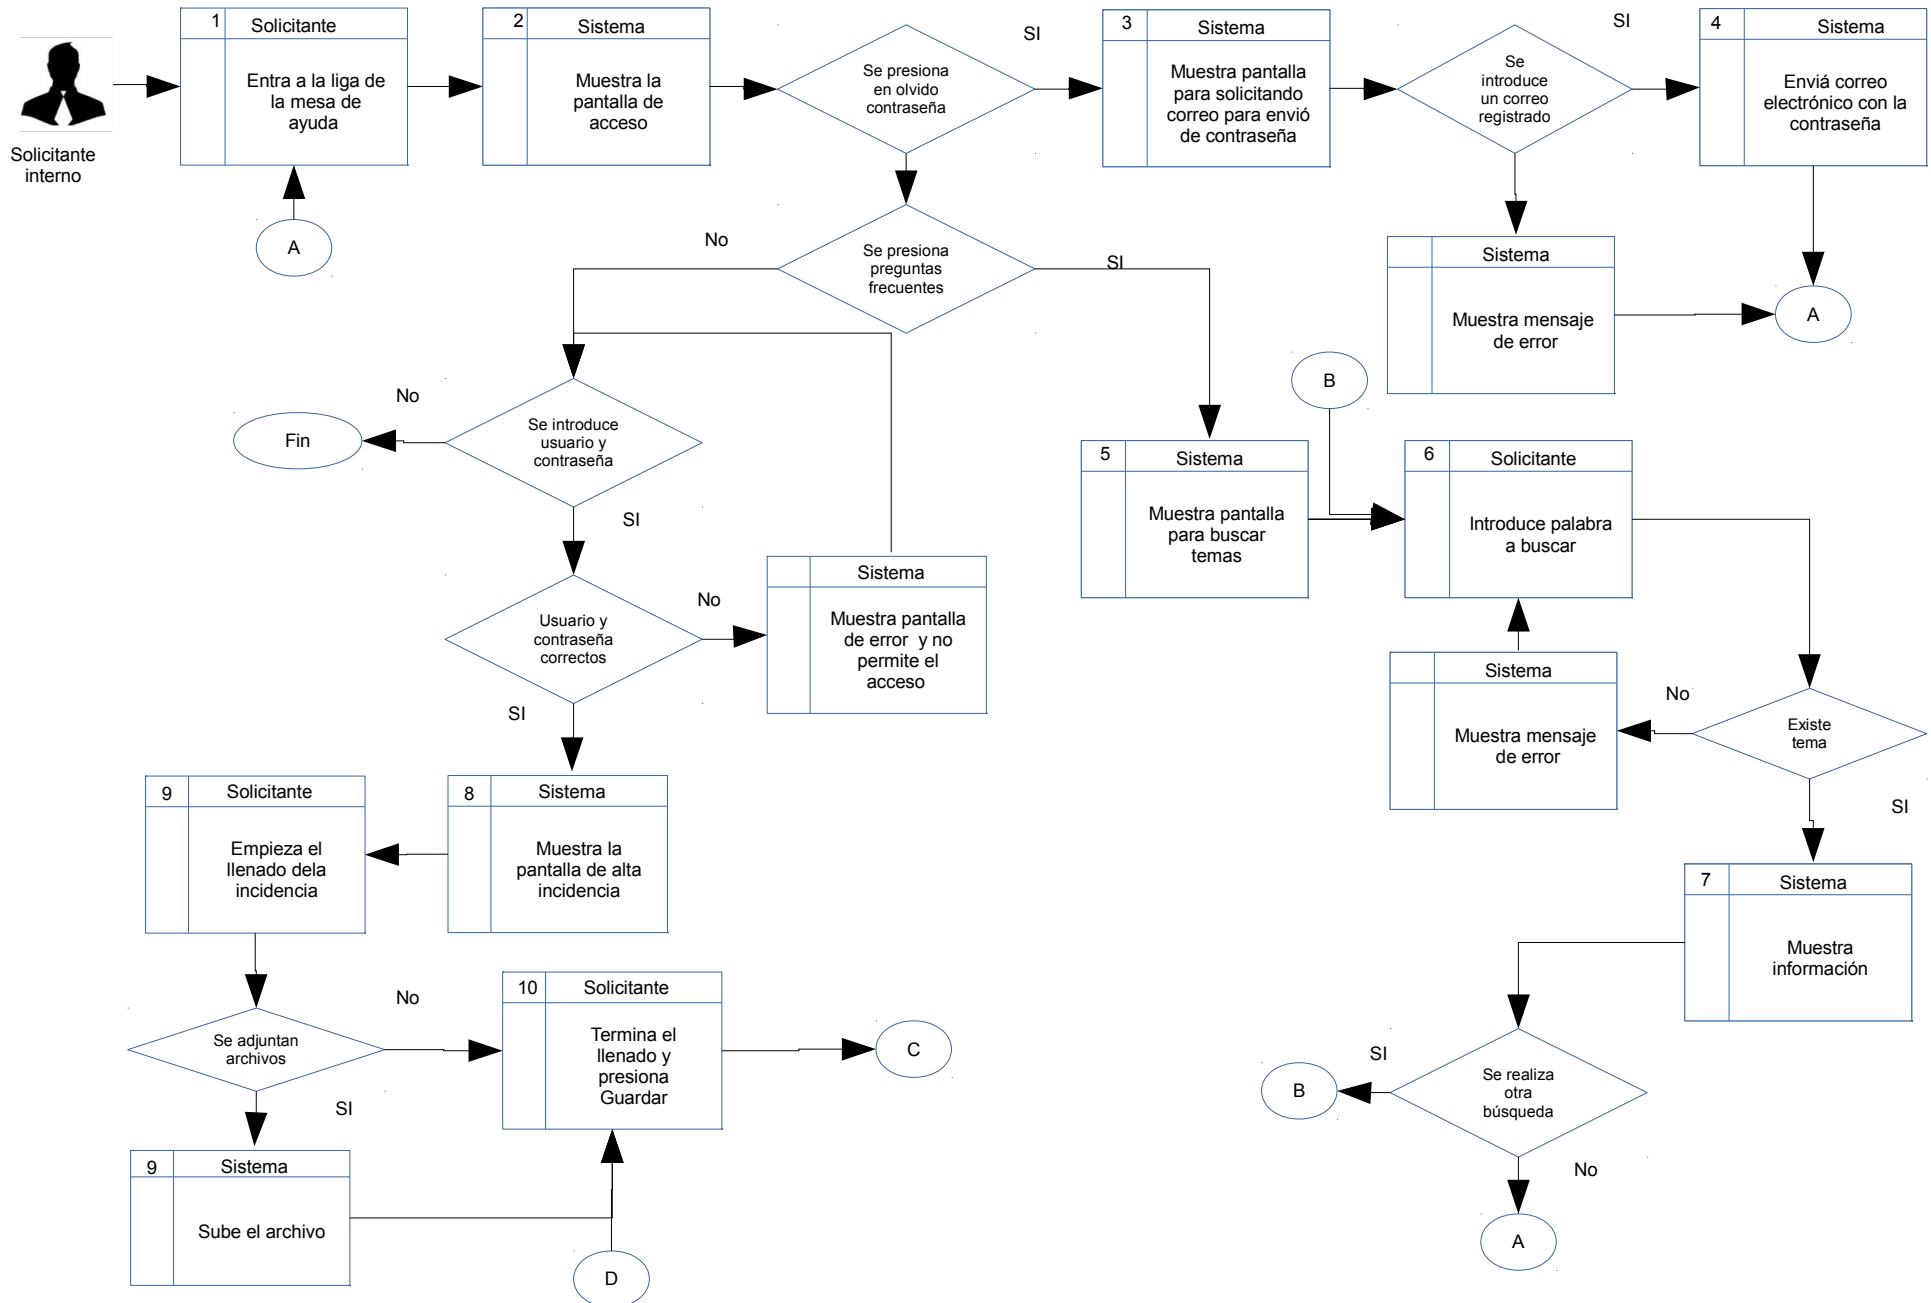 Solicitante
interno
1
Solicitante
Entra a la liga de
la mesa de
ayuda
A
2
Sistema
Muestra la
pantalla de
acceso
Se presiona
en olvido
contraseña
SI
3
Sistema
Muestra pantalla
para solicitando
correo para envió
de contraseña
Se
introduce
un correo
registrado
SI
4
Sistema
Enviá correo
electrónico con la
contraseña
Sistema
Muestra mensaje
de error
A
No
Se presiona
preguntas
frecuentes
SI
B
No
Fin
Se introduce
usuario y
contraseña
SI
5
Sistema
Muestra pantalla
para buscar
temas
6
Solicitante
Introduce palabra
a buscar
Usuario y
contraseña
correctos
No
Sistema
Muestra pantalla
de error y no
permite el
acceso
SI
Sistema
Muestra mensaje
de error
No
Existe
tema
SI
9
Solicitante
Empieza el
llenado dela
incidencia
8
Sistema
Muestra la
pantalla de alta
incidencia
7
Sistema
Muestra
información
Se adjuntan
archivos
No
10
Solicitante
Termina el
llenado y
presiona
Guardar
C
SI
B
SI
Se realiza
otra
búsqueda
No
A
9
Sistema
Sube el archivo
D